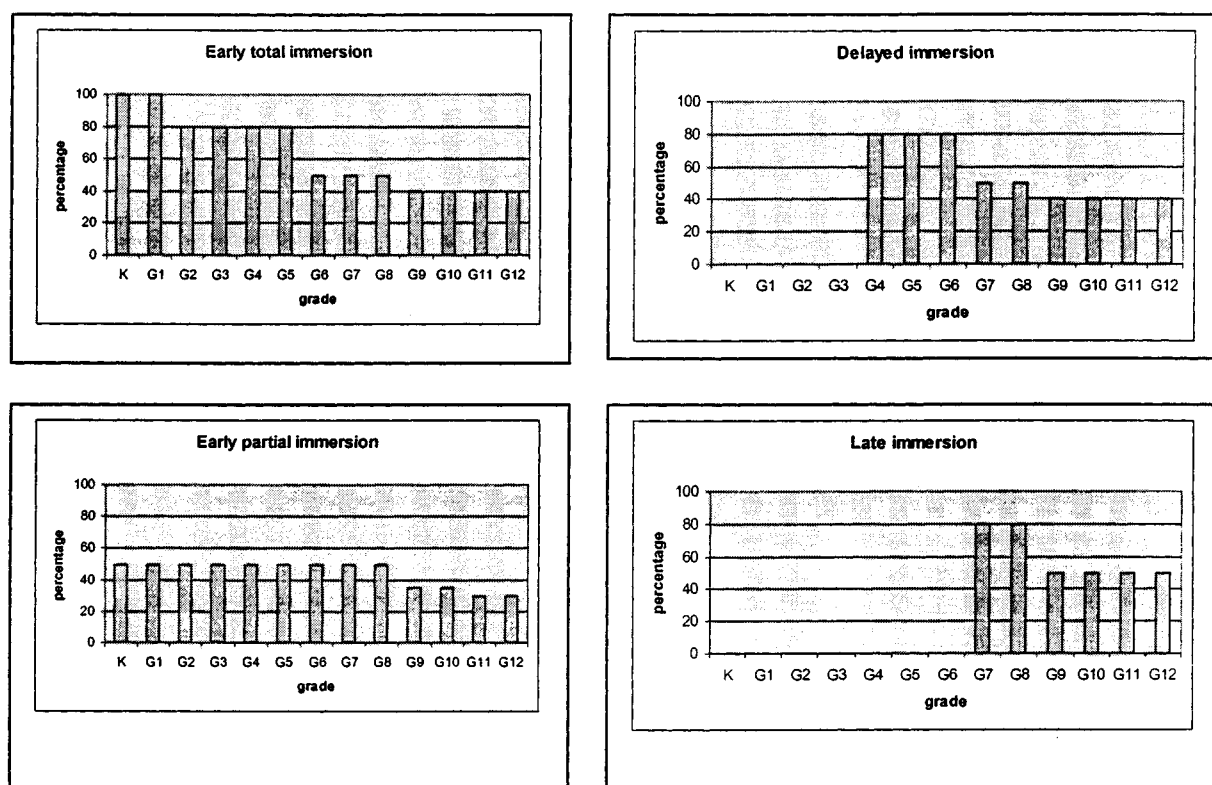 Early total immersion
percentage
100
80
60
40
20
0
K G1 G2 G3 G4 G5 G6 G7 G8 G9 G10 G11 G12
grade
Delayed immersion
percentage
100
80
60
40
20
0
K G1 G2 G3 G4 G5 G6 G7 G8 G9 G10 G11 G12
grade
Early partial immersion
percentage
100
80
60
40
20
0
K G1 G2 G3 G4 G5 G6 G7 G8 G9 G10 G11 G12
grade
Late immersion
percentage
100
80
60
40
20
0
K G1 G2 G3 G4 G5 G6 G7 G8 G9 G10 G11 G12
grade